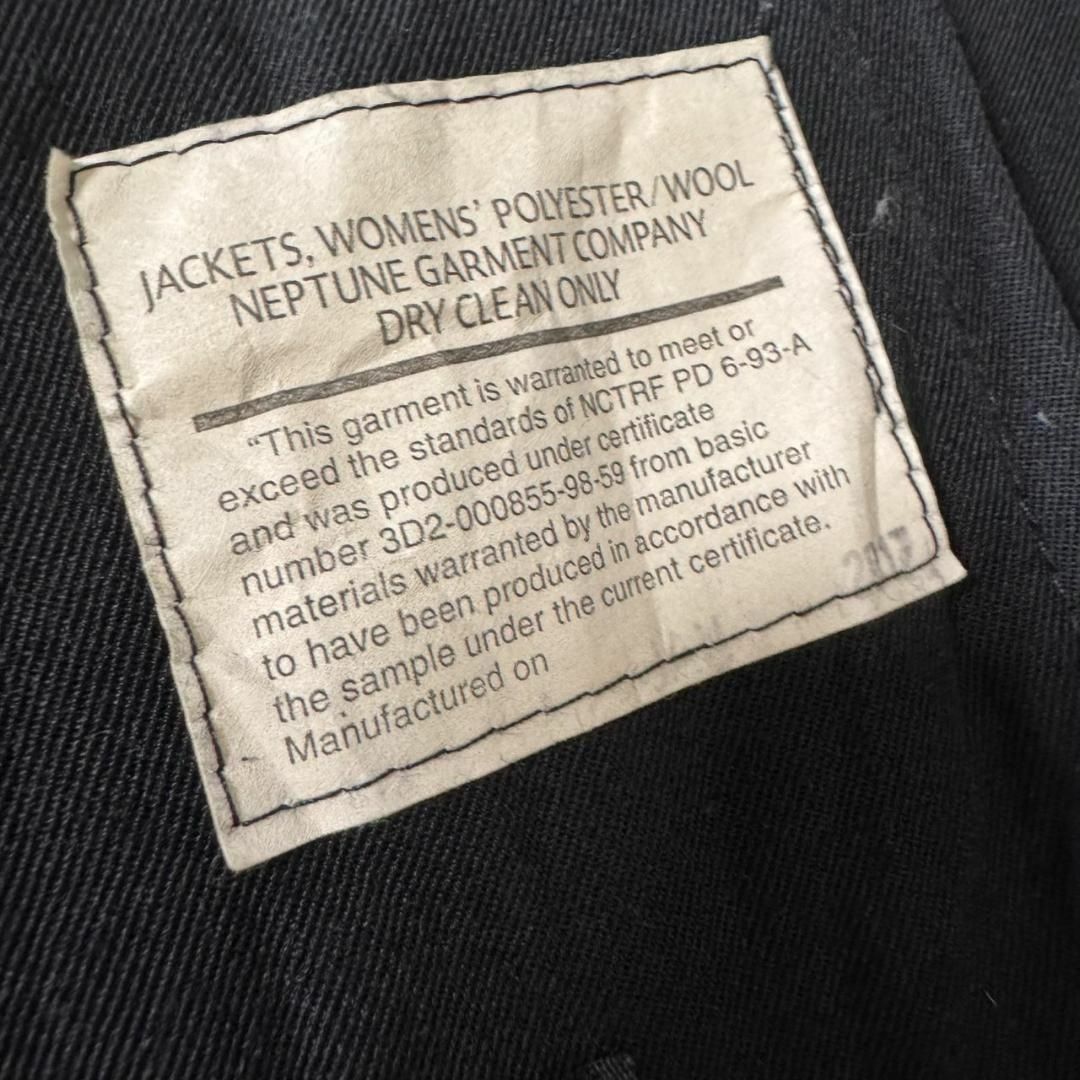 JACKETS, WOMENS' POLYESTER/WOOL
NEPTUNE GARMENT COMPANY
DRY CLEAN ONLY
“This garment is warranted to meet or
exceed the standards of NCTRF PD 6-93-A
and was produced under certificate
number 3D2-000855-98-59 from basic
materials warranted by the manufacturer
to have been produced in accordance with
the sample under the current certificate.
Manufactured on